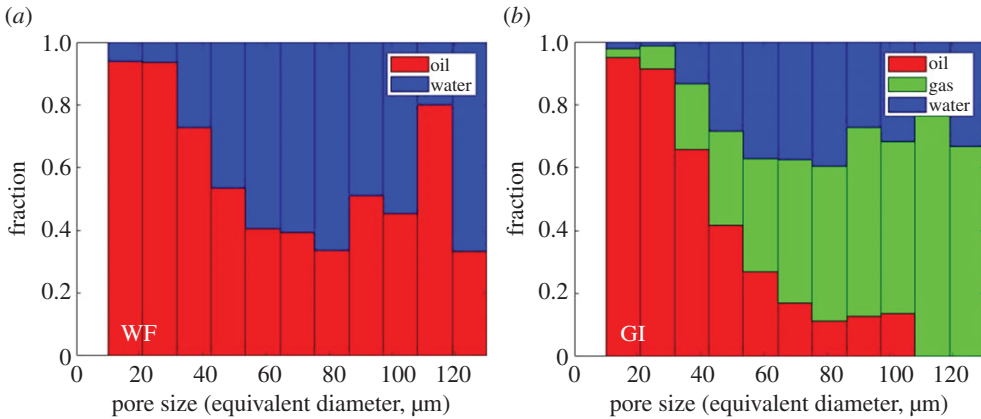 (a)
1.0
0.8
0.6
0.4
0.2
0
fraction
oil
water
WF
0 20 40 60 80 100 120
pore size (equivalent diameter, µm)
(b)
1.0
0.8
0.6
0.4
0.2
0
fraction
oil
gas
water
GI
0 20 40 60 80 100 120
pore size (equivalent diameter, µm)